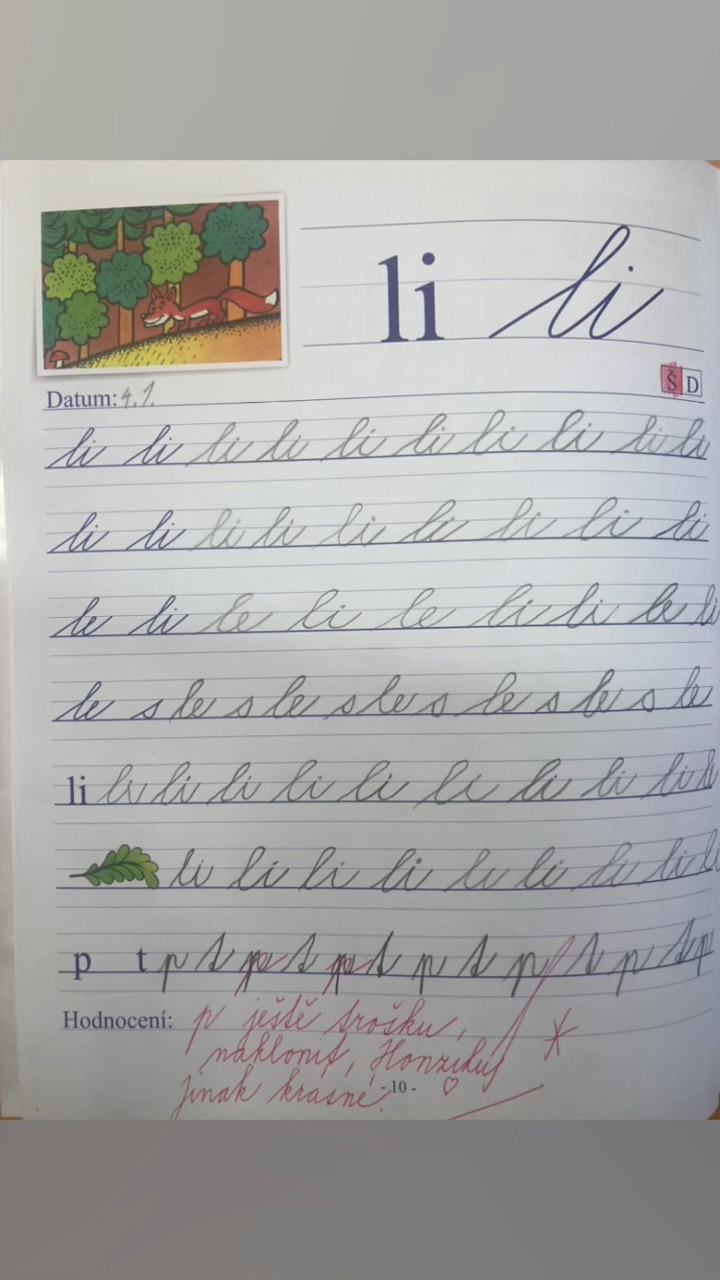 li li
Š D
Datum: 4.1.
li li li li li li li li li li
li li li li li li li li li
le li le li le li li le li
le s le s le s le s le s le s le
li li li li li li le li li li li
li li li li li li li li li
p t p t p t p t p t p t p t p
Hodnocení: p ještě trošku,
naklonit, Honzíku,
jinak krásné!
- 10 -